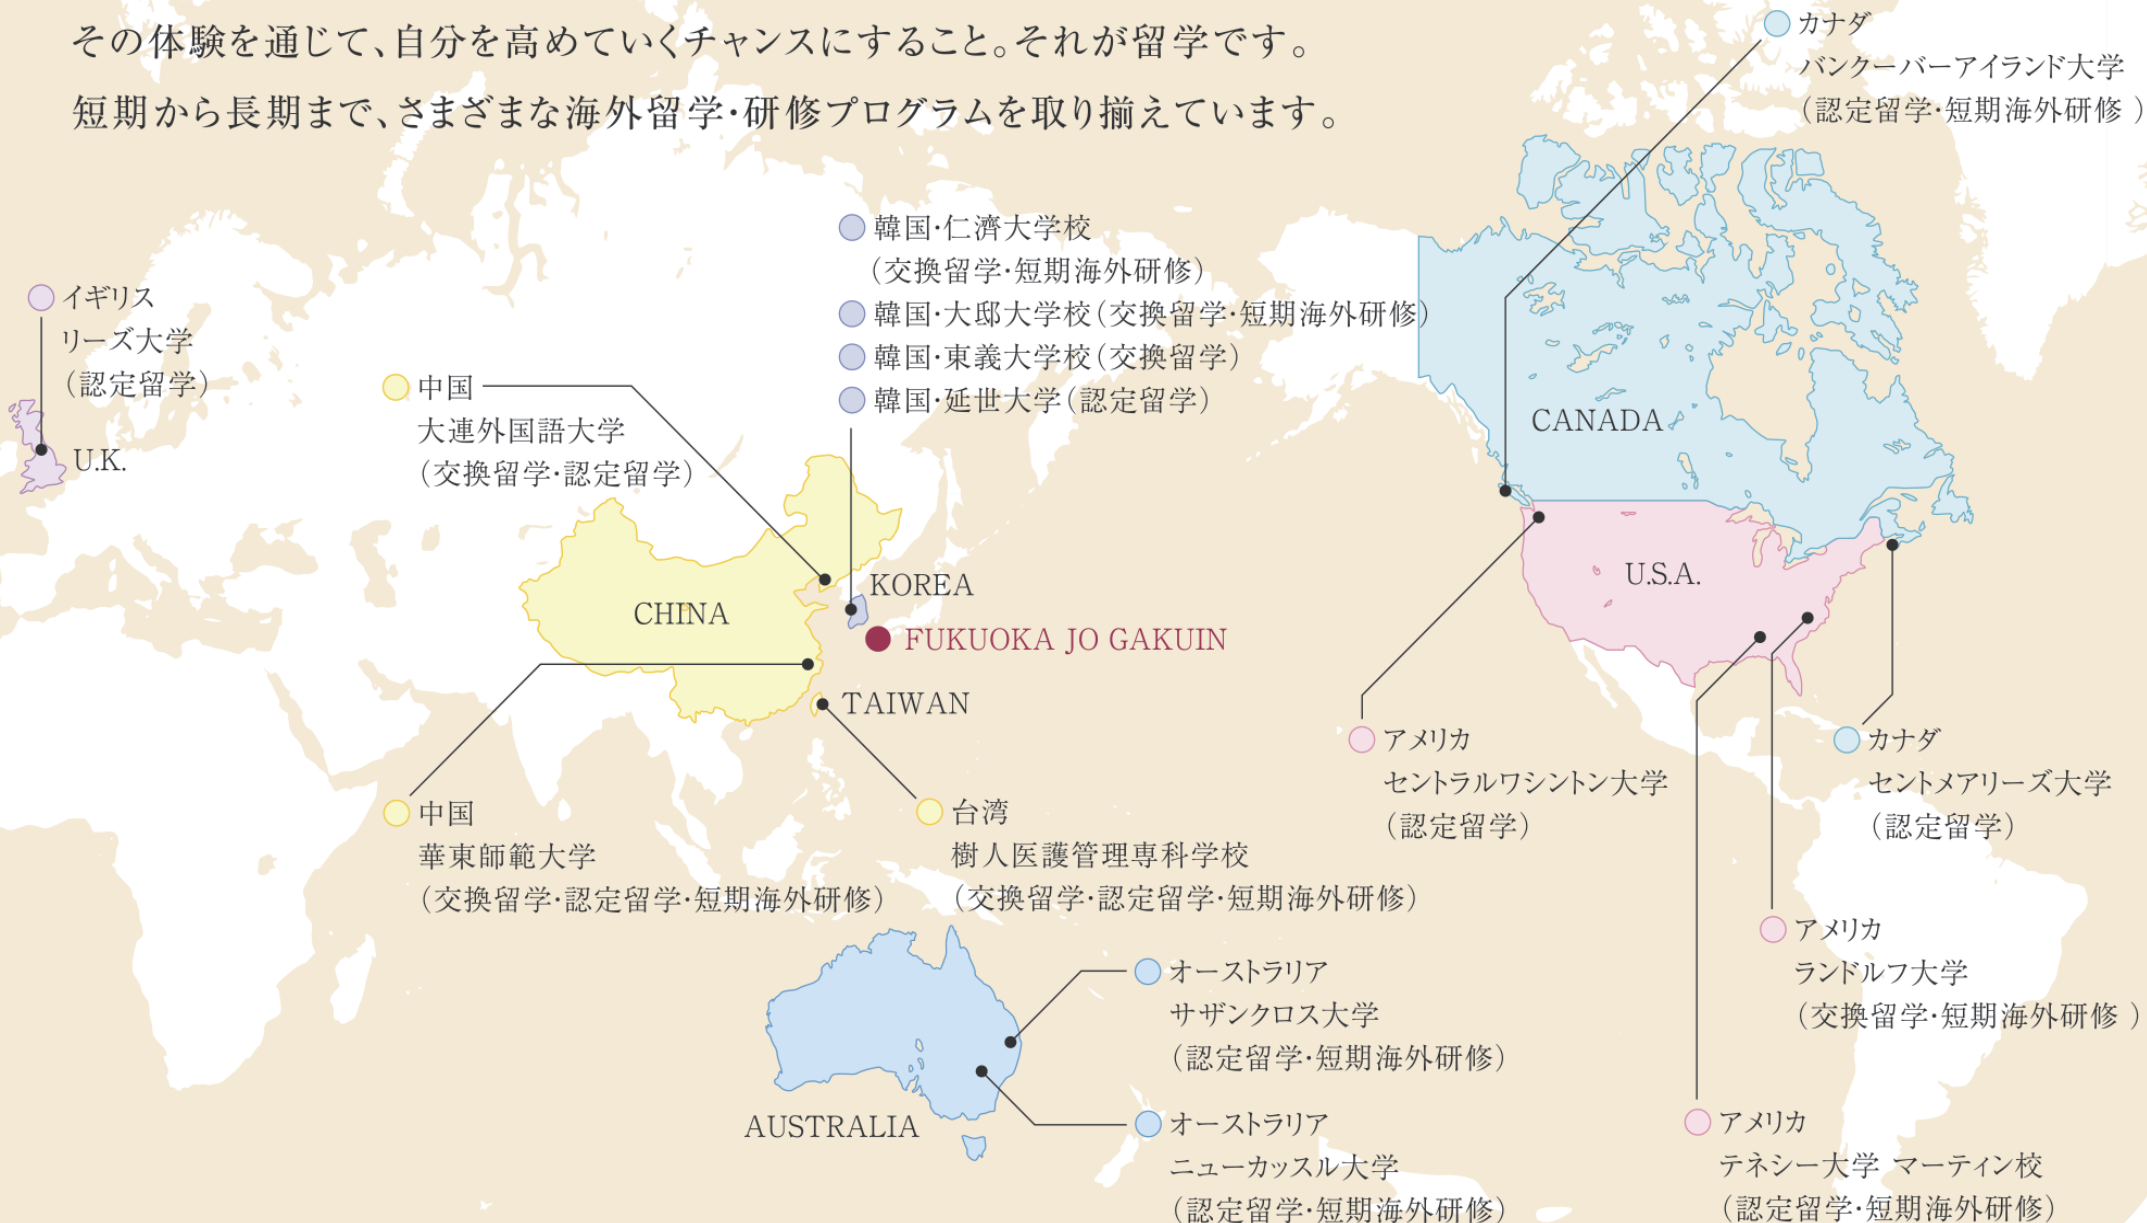 その体験を通じて、自分を高めていくチャンスにすること。それが留学です。
短期から長期まで、さまざまな海外留学・研修プログラムを取り揃えています。
カナダ
バンクーバーアイランド大学
（認定留学・短期海外研修）
韓国・仁濟大学校
（交換留学・短期海外研修）
韓国・大邸大学校（交換留学・短期海外研修）
韓国・東義大学校（交換留学）
韓国・延世大学（認定留学）
イギリス
リーズ大学
（認定留学）
U.K.
中国
大連外国語大学
（交換留学・認定留学）
CANADA
U.S.A.
CHINA
KOREA
FUKUOKA JO GAKUIN
TAIWAN
アメリカ
セントラルワシントン大学
（認定留学）
カナダ
セントメアリーズ大学
（認定留学）
中国
華東師範大学
（交換留学・認定留学・短期海外研修）
台湾
樹人医護管理専科学校
（交換留学・認定留学・短期海外研修）
アメリカ
ランドルフ大学
（交換留学・短期海外研修）
オーストラリア
サザンクロス大学
（認定留学・短期海外研修）
AUSTRALIA
オーストラリア
ニューカッスル大学
（認定留学・短期海外研修）
アメリカ
テネシー大学 マーティン校
（認定留学・短期海外研修）